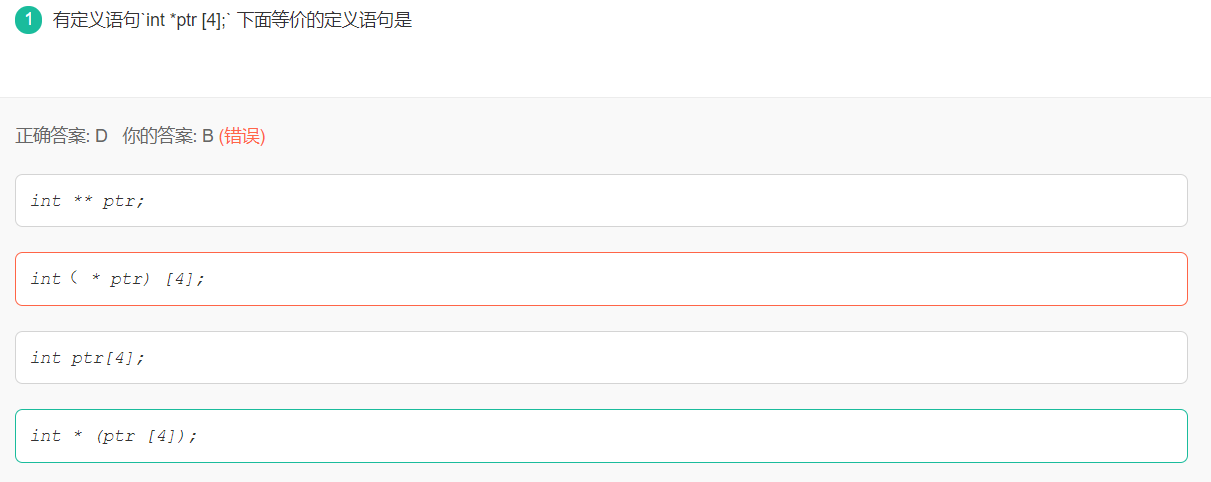 1 有定义语句`int *ptr [4];` 下面等价的定义语句是
正确答案: D 你的答案: B (错误)
int ** ptr;
int（ * ptr) [4];
int ptr[4];
int * (ptr [4]);